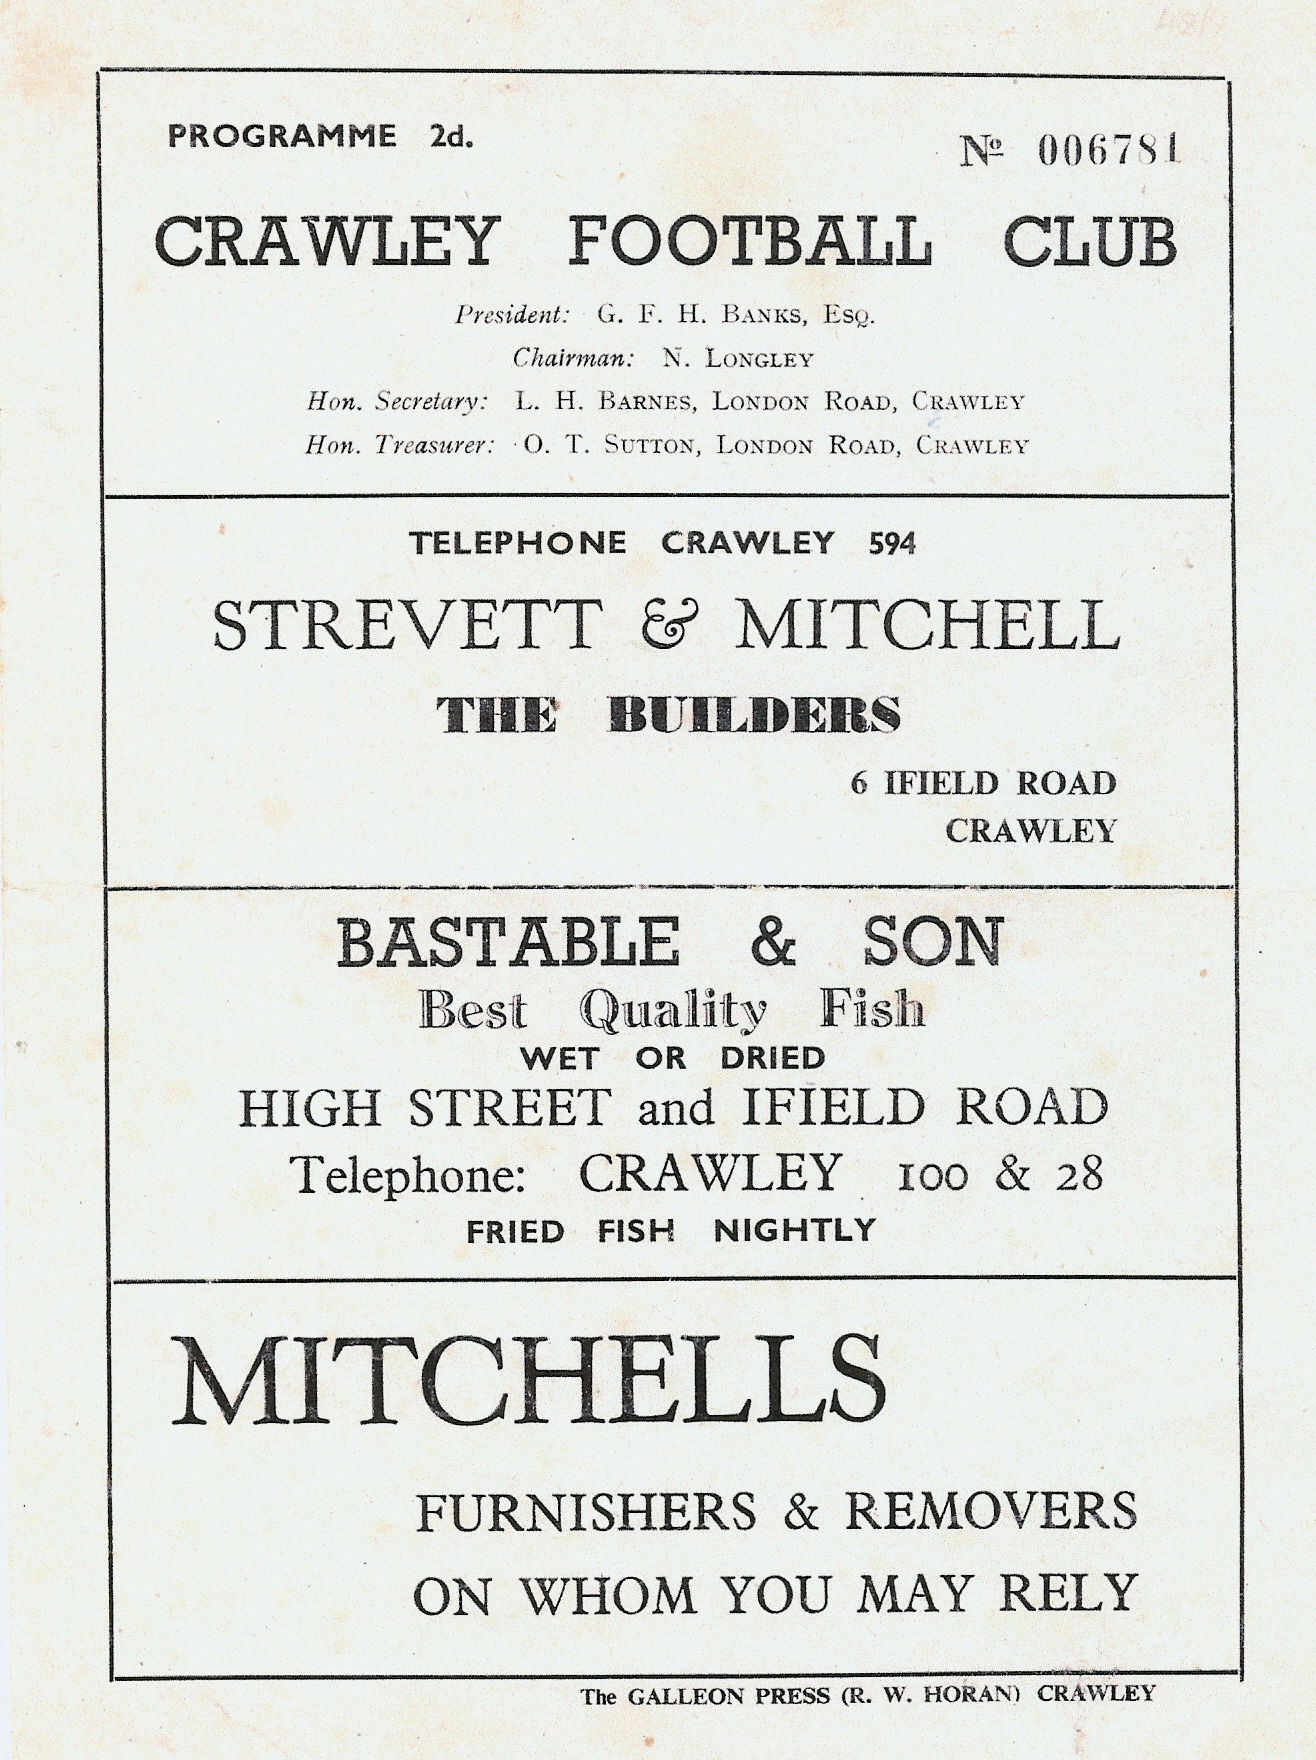 PROGRAMME 2d.
Nº 006781
CRAWLEY FOOTBALL CLUB
President: G. F. H. BANKS, ESQ.
Chairman: N. LONGLEY
Hon. Secretary: L. H. BARNES, LONDON ROAD, CRAWLEY
Hon. Treasurer: O. T. SUTTON, LONDON ROAD, CRAWLEY
TELEPHONE CRAWLEY 594
STREVETT & MITCHELL
THE BUILDERS
6 IFIELD ROAD
CRAWLEY
BASTABLE & SON
Best Quality Fish
WET OR DRIED
HIGH STREET and IFIELD ROAD
Telephone: CRAWLEY 100 & 28
FRIED FISH NIGHTLY
MITCHELLS
FURNISHERS & REMOVERS
ON WHOM YOU MAY RELY
The GALLEON PRESS (R. W. HORAN) CRAWLEY